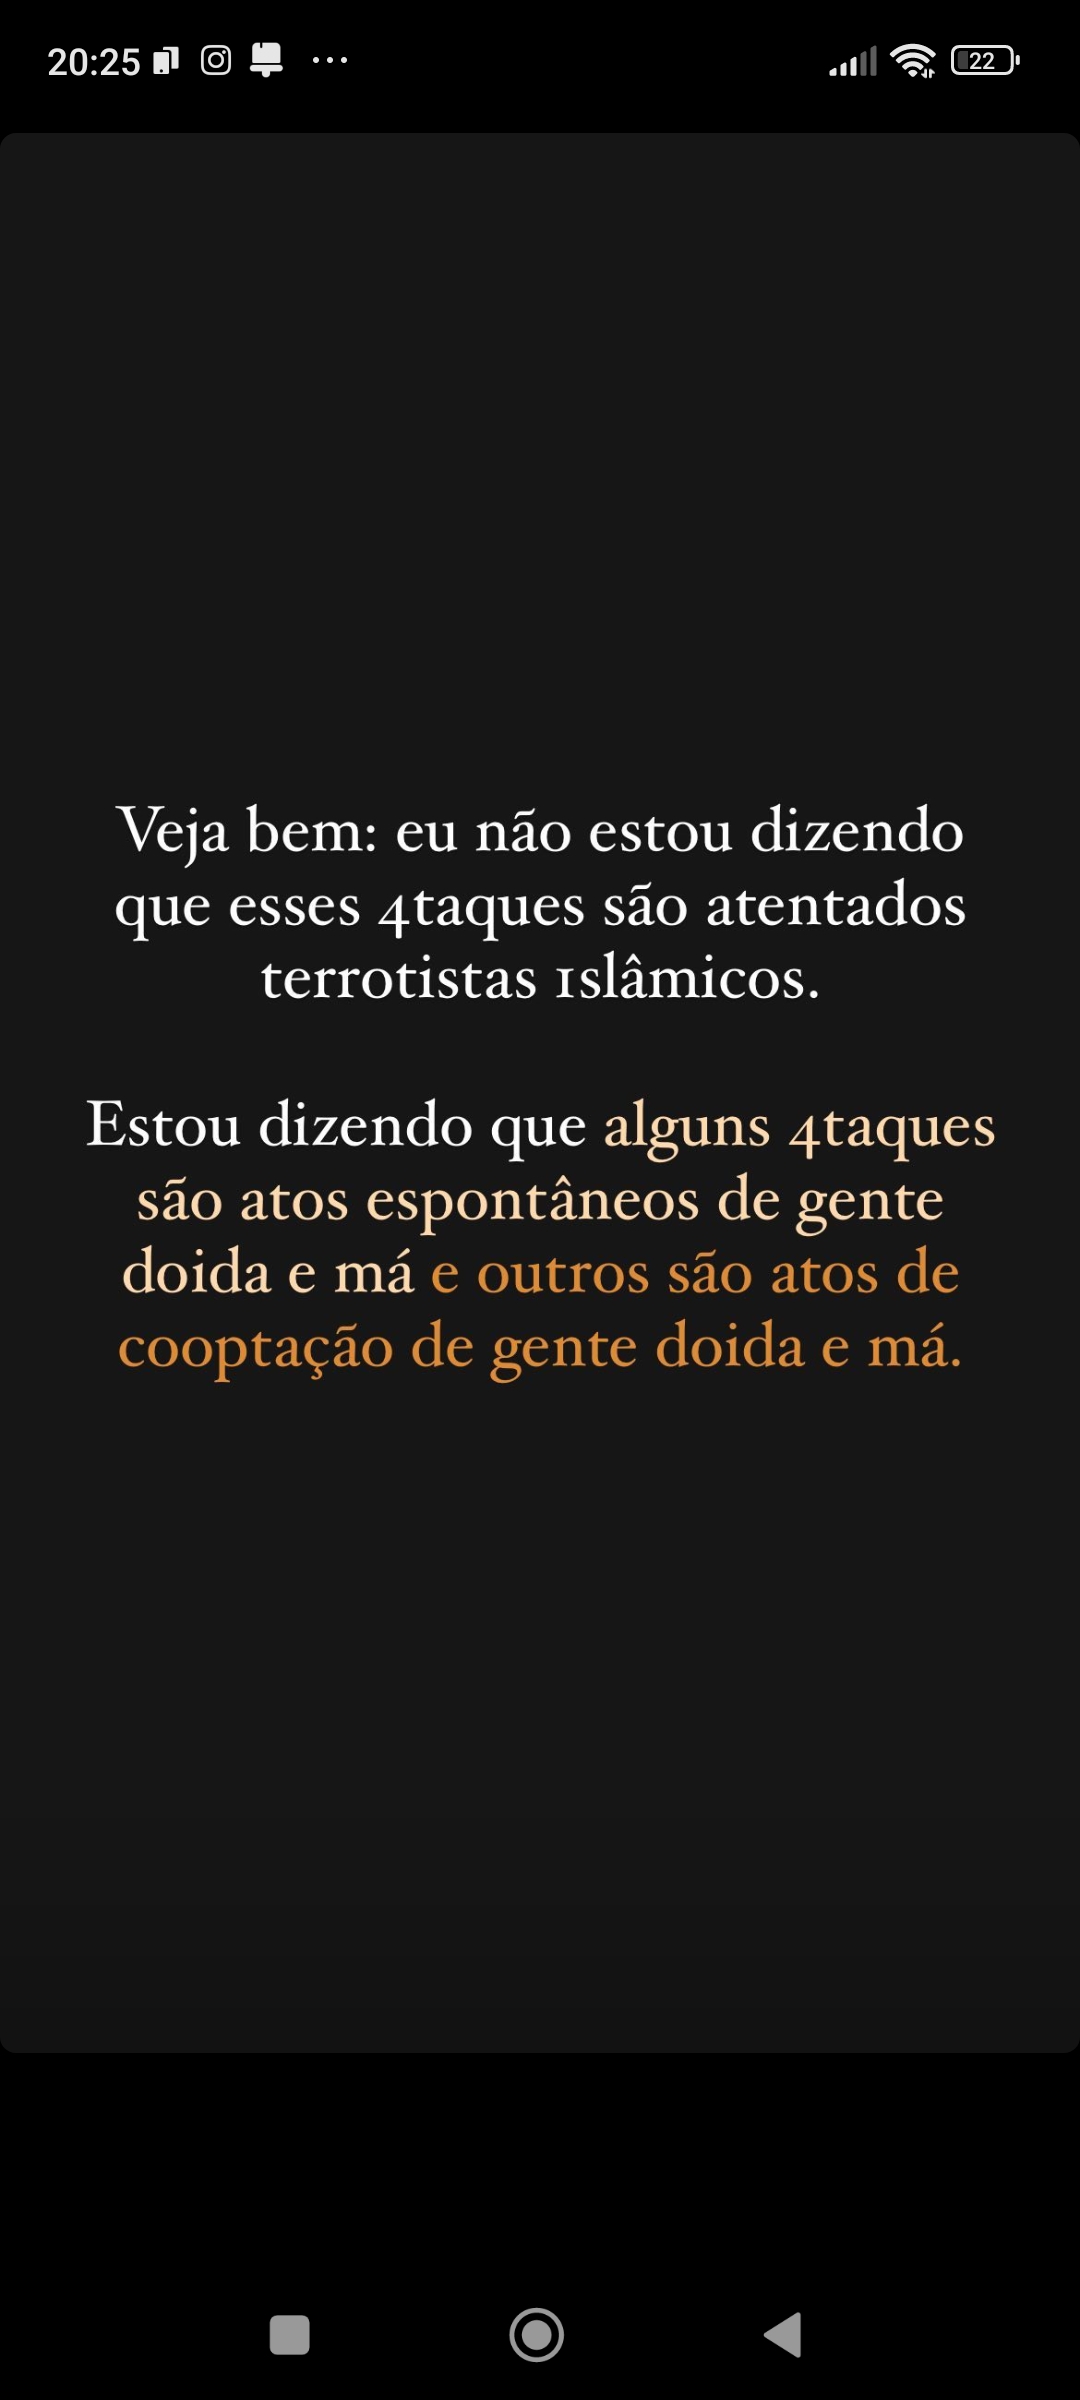 20:25
22
Veja bem: eu não estou dizendo
que esses 4taques são atentados
terrotistas 1slâmicos.
Estou dizendo que alguns 4taques
são atos espontâneos de gente
doida e má e outros são atos de
cooptação de gente doida e má.